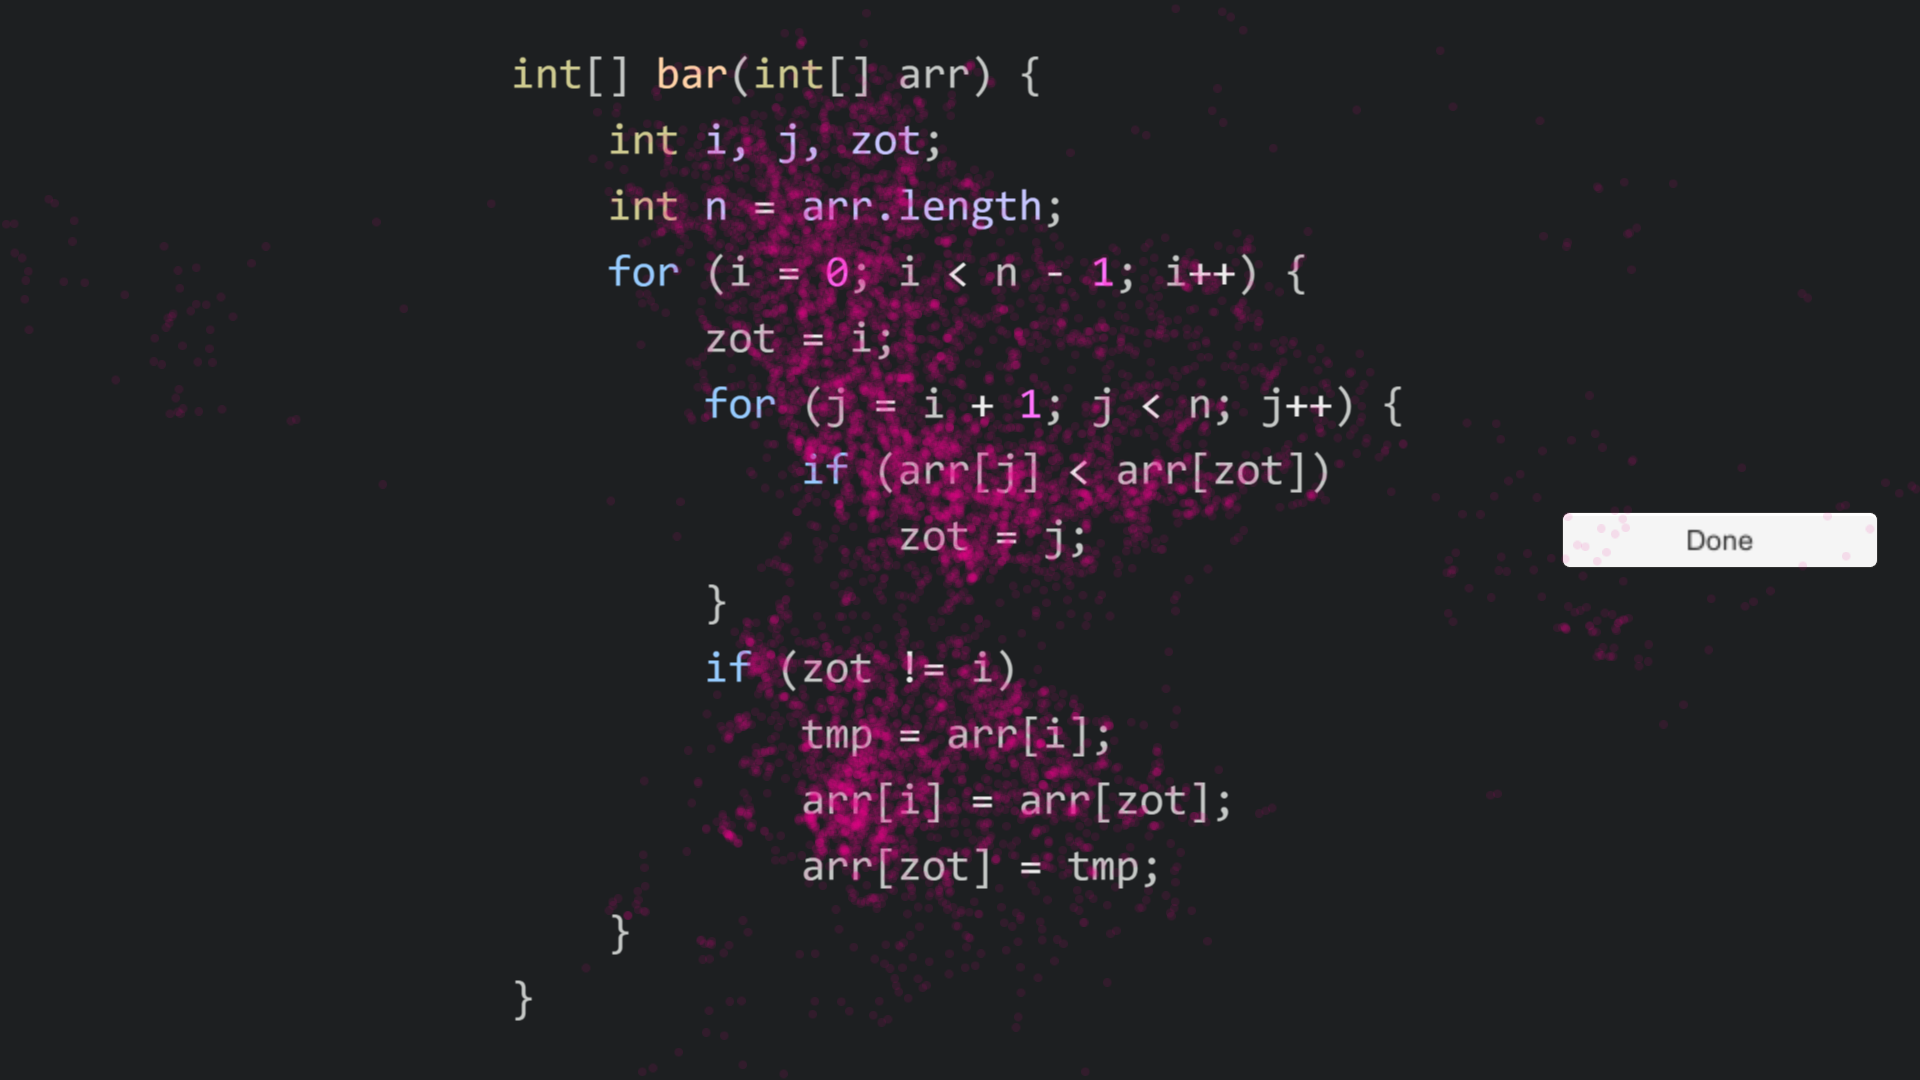 int[] bar(int[] arr) {
    int i, j, zot;
    int n = arr.length;
    for (i = 0; i < n - 1; i++) {
        zot = i;
        for (j = i + 1; j < n; j++) {
            if (arr[j] < arr[zot])
                zot = j;
        }
        if (zot != i)
            tmp = arr[i];
            arr[i] = arr[zot];
            arr[zot] = tmp;
    }
}
Done